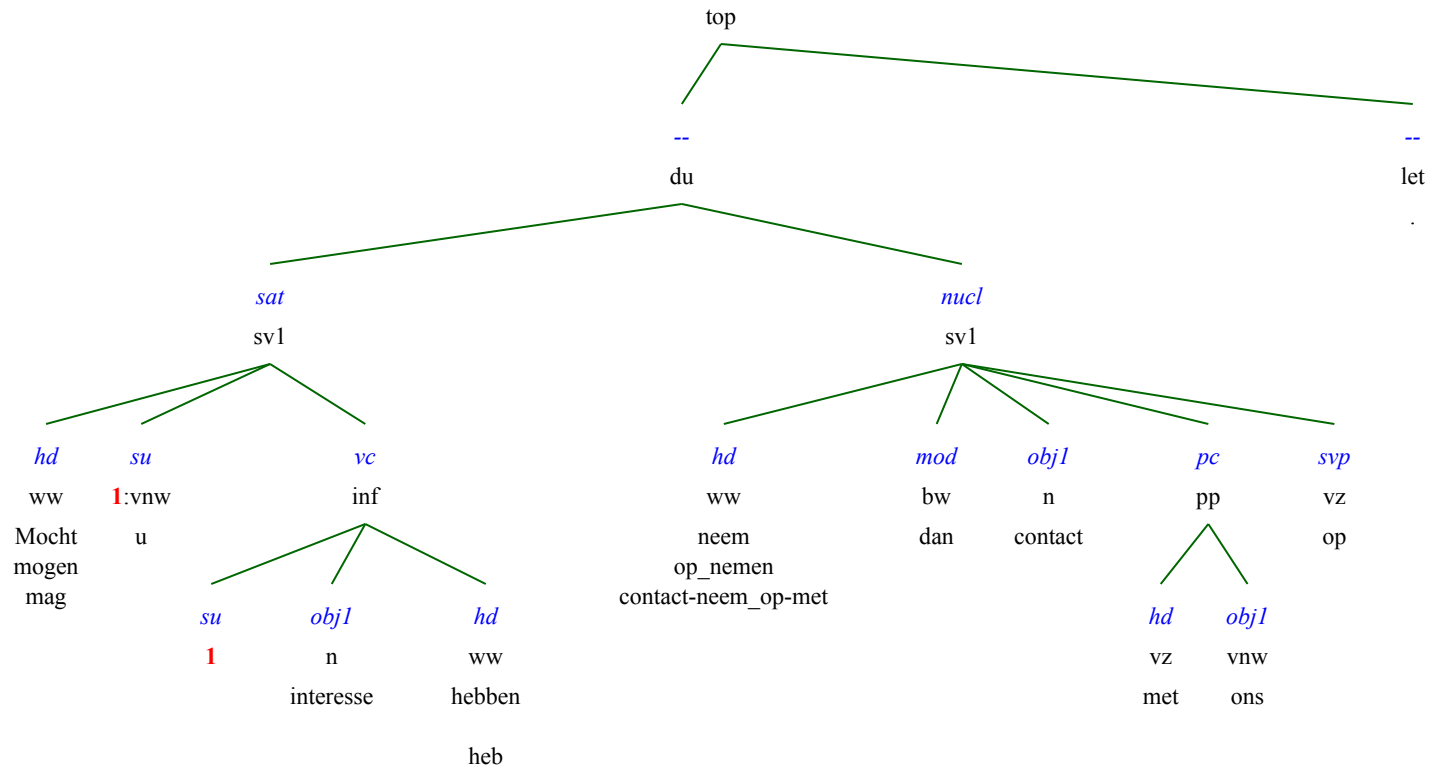 top
-- --
du let
.
sat nucl
sv1 sv1
hd su vc hd mod obj1 pc svp
ww 1:vnw inf ww bw n pp vz
Mocht u neem dan contact op
mogen op_nemen
mag contact-neem_op-met
su obj1 hd hd obj1
1 n ww vz vnw
interesse hebben met ons
heb